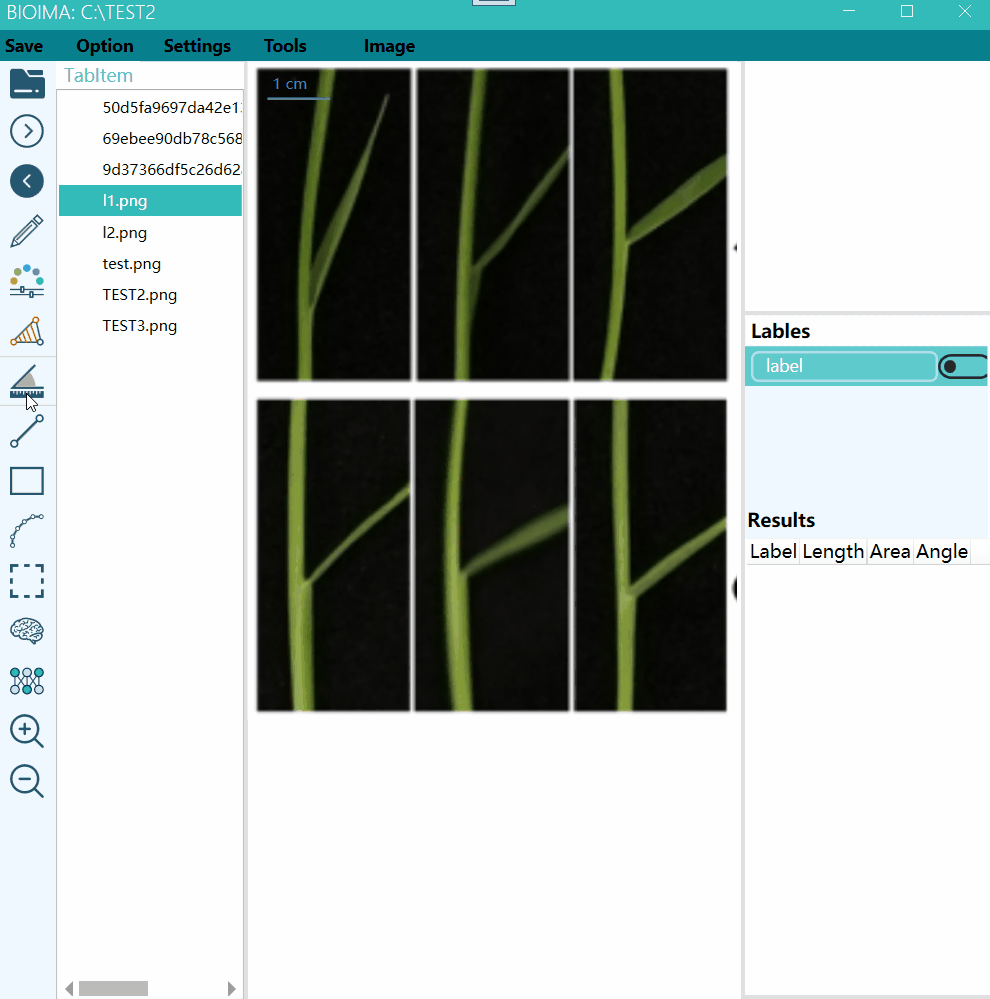 BIOIMA: C:\TEST2
Save Option Settings Tools Image
TabItem
50d5fa9697da42e1
69ebee90db78c568
9d37366df5c26d62
l1.png
l2.png
test.png
TEST2.png
TEST3.png
1 cm
Lables
label
Results
Label Length Area Angle